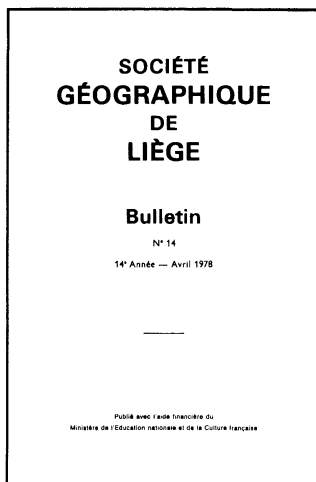 SOCIÉTÉ
GÉOGRAPHIQUE
DE
LIÈGE
Bulletin
N° 14
14e Année — Avril 1978
Publié avec l'aide financière du
Ministère de l'Education nationale et de la Culture française